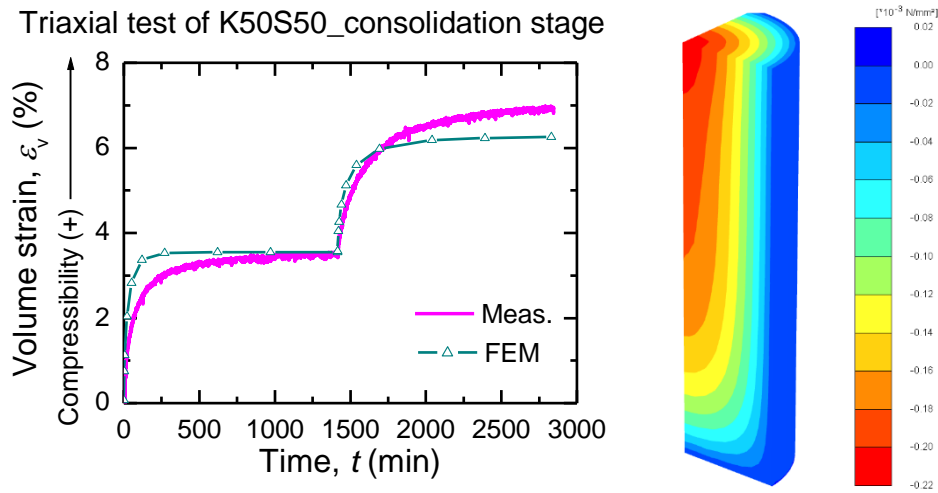 Triaxial test of K50S50_consolidation stage
Volume strain, εv (%)
Compressibility (+)
8
6
4
2
0
Meas.
FEM
0 500 1000 1500 2000 2500 3000
Time, t (min)
[*10⁻³ N/mm²]
0.02
0.00
-0.02
-0.04
-0.06
-0.08
-0.10
-0.12
-0.14
-0.16
-0.18
-0.20
-0.22